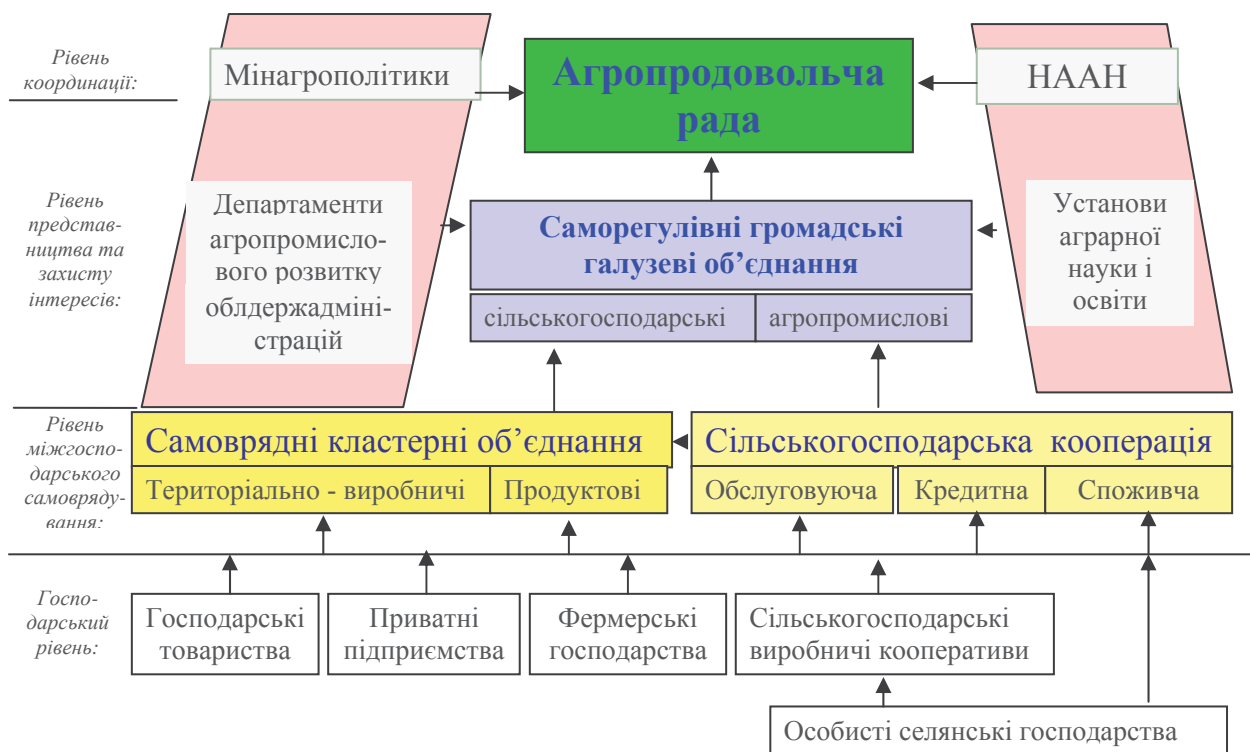 Рівень
координації:
Мінагрополітики
Агропродовольча
рада
НААН
Рівень
представ-
ництва та
захисту
інтересів:
Департаменти
агропромисло-
вого розвитку
облдержадміні-
страцій
Саморегулівні громадські
галузеві об’єднання
сільськогосподарські
агропромислові
Установи
аграрної
науки і
освіти
Рівень
міжгоспо-
дарського
самовряду-
вання:
Самоврядні кластерні об’єднання
Територіально - виробничі
Продуктові
Сільськогосподарська кооперація
Обслуговуюча
Кредитна
Споживча
Госпо-
дарський
рівень:
Господарські
товариства
Приватні
підприємства
Фермерські
господарства
Сільськогосподарські
виробничі кооперативи
Особисті селянські господарства